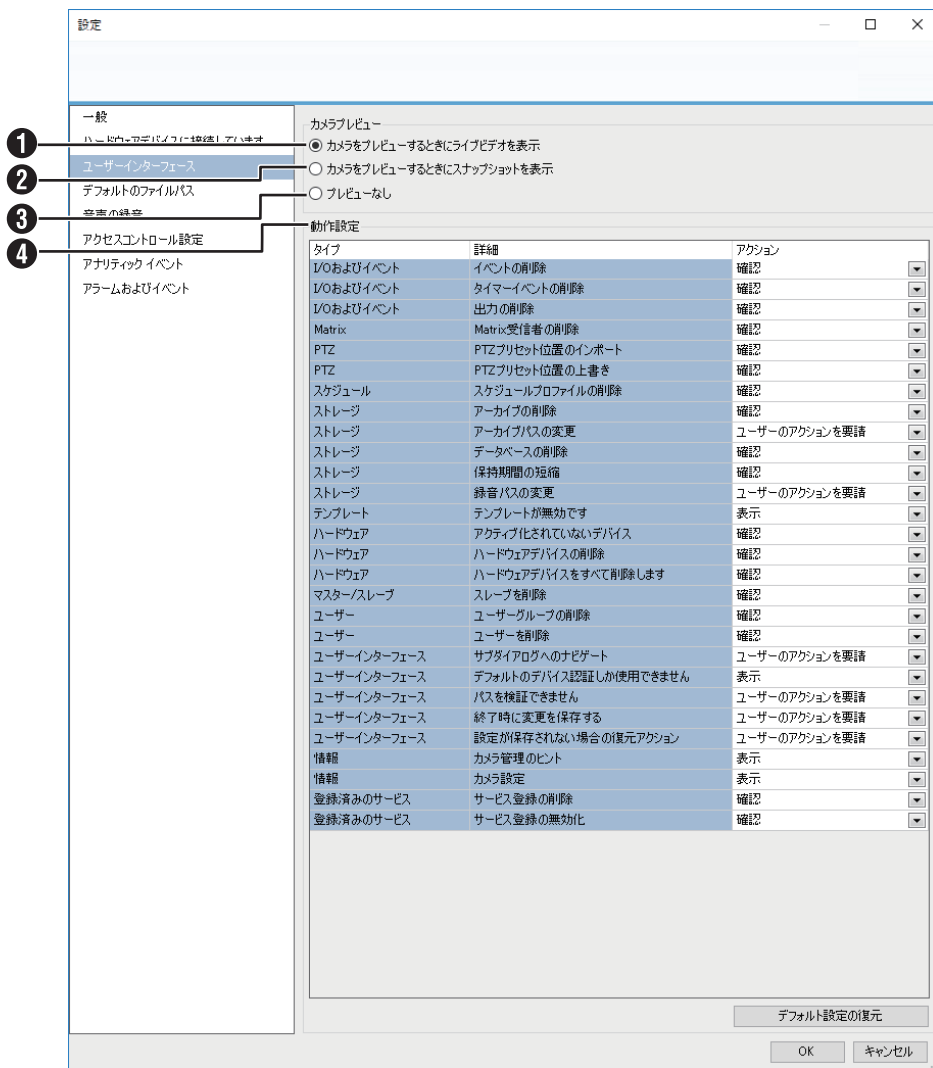 設定
一般
ハードウェアデバイスに接続しています
ユーザーインターフェース
デフォルトのファイルパス
音声の録音
アクセスコントロール設定
アナリティック イベント
アラームおよびイベント
❶
❷
❸
❹
カメラプレビュー
カメラをプレビューするときにライブビデオを表示
カメラをプレビューするときにスナップショットを表示
プレビューなし
動作設定
タイプ 詳細 アクション
I/Oおよびイベント イベントの削除 確認
I/Oおよびイベント タイマーイベントの削除 確認
I/Oおよびイベント 出力の削除 確認
Matrix Matrix受信者の削除 確認
PTZ PTZプリセット位置のインポート 確認
PTZ PTZプリセット位置の上書き 確認
スケジュール スケジュールプロファイルの削除 確認
ストレージ アーカイブの削除 確認
ストレージ アーカイブパスの変更 ユーザーのアクションを要請
ストレージ データベースの削除 確認
ストレージ 保持期間の短縮 確認
ストレージ 録音パスの変更 ユーザーのアクションを要請
テンプレート テンプレートが無効です 表示
ハードウェア アクティブ化されていないデバイス 確認
ハードウェア ハードウェアデバイスの削除 確認
ハードウェア ハードウェアデバイスをすべて削除します 確認
マスター/スレーブ スレーブを削除 確認
ユーザー ユーザーグループの削除 確認
ユーザー ユーザーを削除 確認
ユーザーインターフェース サブダイアログへのナビゲート ユーザーのアクションを要請
ユーザーインターフェース デフォルトのデバイス認証しか使用できません 表示
ユーザーインターフェース パスを検証できません ユーザーのアクションを要請
ユーザーインターフェース 終了時に変更を保存する ユーザーのアクションを要請
ユーザーインターフェース 設定が保存されない場合の復元アクション ユーザーのアクションを要請
情報 カメラ管理のヒント 表示
情報 カメラ設定 表示
登録済みのサービス サービス登録の削除 確認
登録済みのサービス サービス登録の無効化 確認
デフォルト設定の復元
OK キャンセル